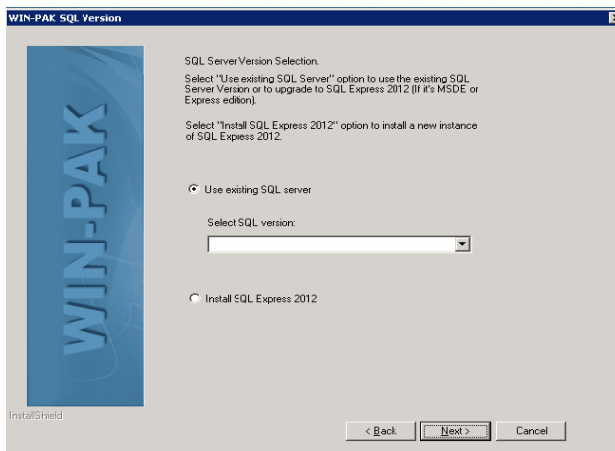 WIN-PAK SQL Version
SQL Server Version Selection.
Select "Use existing SQL Server" option to use the existing SQL
Server Version or to upgrade to SQL Express 2012 (If it's MSDE or
Express edition).
Select "Install SQL Express 2012" option to install a new instance
of SQL Express 2012.
Use existing SQL server
Select SQL version:
Install SQL Express 2012
WIN-PAK
InstallShield
< Back
Next >
Cancel